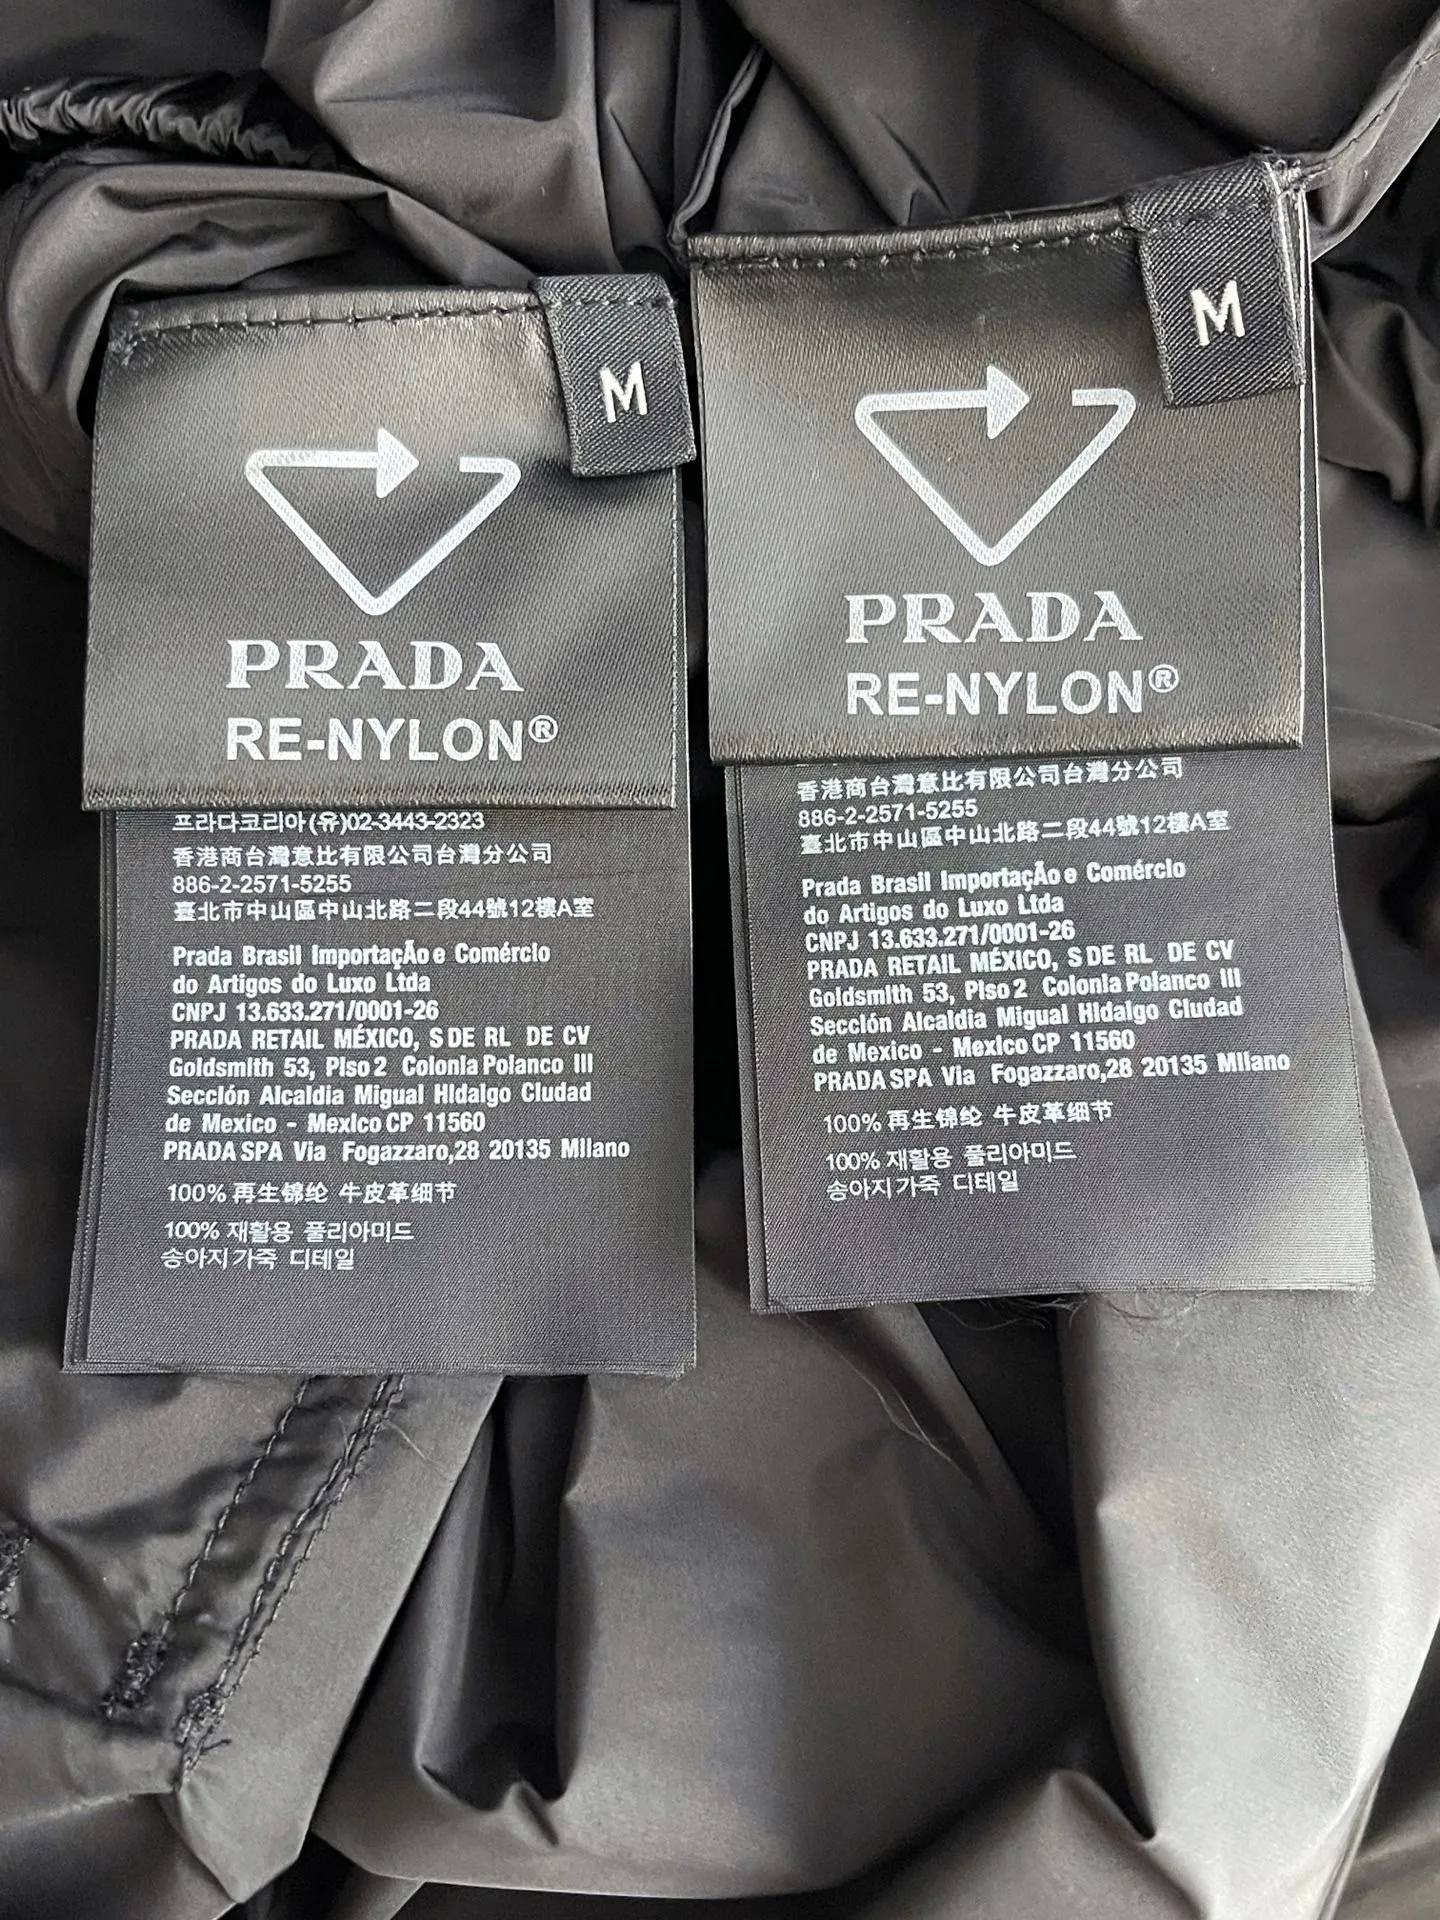 M
PRADA
RE-NYLON®
프라다코리아(유)02-3443-2323
香港商台灣意比有限公司台灣分公司
886-2-2571-5255
臺北市中山區中山北路二段44號12樓A室
Prada Brasil ImportaçÃo e Comércio
do Artigos do Luxo Ltda
CNPJ 13.633.271/0001-26
PRADA RETAIL MÉXICO, S DE RL DE CV
Goldsmith 53, Piso 2 Colonia Polanco III
Sección Alcaldia Migual Hidalgo Ciudad
de Mexico - Mexico CP 11560
PRADA SPA Via Fogazzaro,28 20135 Milano
100% 再生锦纶 牛皮革细节
100% 재활용 풀리아미드
송아지가죽 디테일
M
PRADA
RE-NYLON®
香港商台灣意比有限公司台灣分公司
886-2-2571-5255
臺北市中山區中山北路二段44號12樓A室
Prada Brasil ImportaçÃo e Comércio
do Artigos do Luxo Ltda
CNPJ 13.633.271/0001-26
PRADA RETAIL MÉXICO, S DE RL DE CV
Goldsmith 53, Piso 2 Colonia Polanco III
Sección Alcaldia Migual Hidalgo Ciudad
de Mexico - Mexico CP 11560
PRADA SPA Via Fogazzaro,28 20135 Milano
100% 再生锦纶 牛皮革细节
100% 재활용 풀리아미드
송아지가죽 디테일